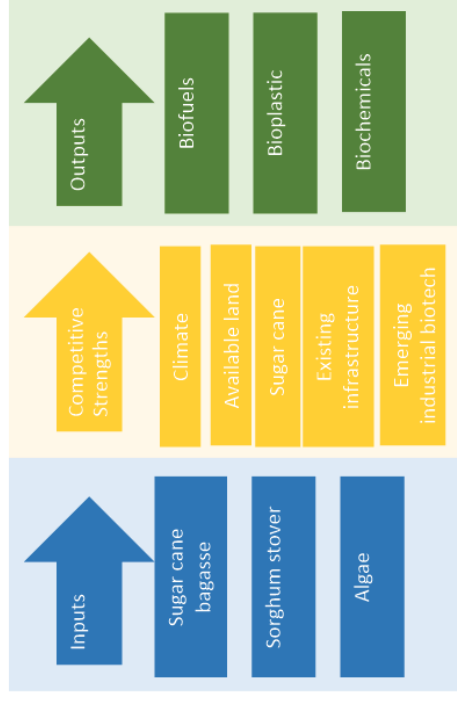 Inputs
Sugar cane
bagasse
Sorghum stover
Algae
Competitive
Strengths
Climate
Available land
Sugar cane
Existing
infrastructure
Emerging
industrial biotech
Outputs
Biofuels
Bioplastic
Biochemicals